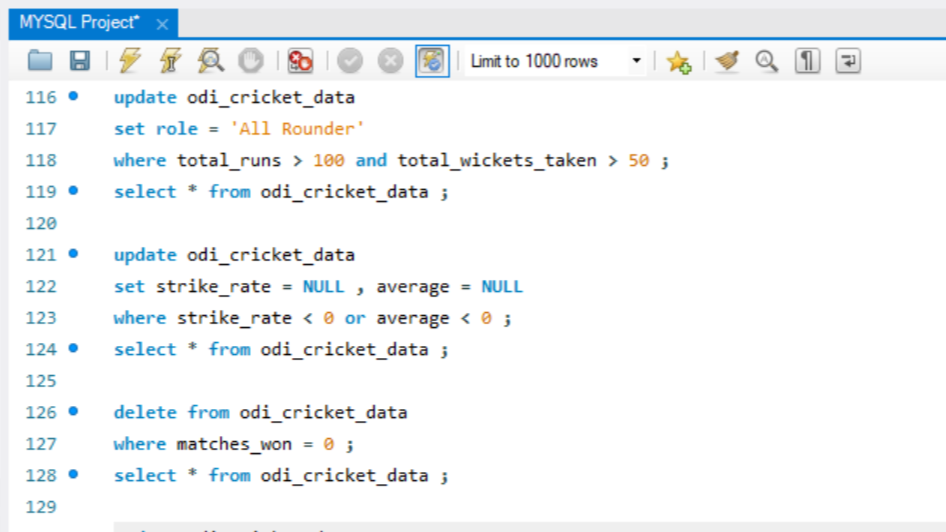 MYSQL Project*
Limit to 1000 rows
116 update odi_cricket_data
117 set role = 'All Rounder'
118 where total_runs > 100 and total_wickets_taken > 50 ;
119 select * from odi_cricket_data ;
120
121 update odi_cricket_data
122 set strike_rate = NULL , average = NULL
123 where strike_rate < 0 or average < 0 ;
124 select * from odi_cricket_data ;
125
126 delete from odi_cricket_data
127 where matches_won = 0 ;
128 select * from odi_cricket_data ;
129